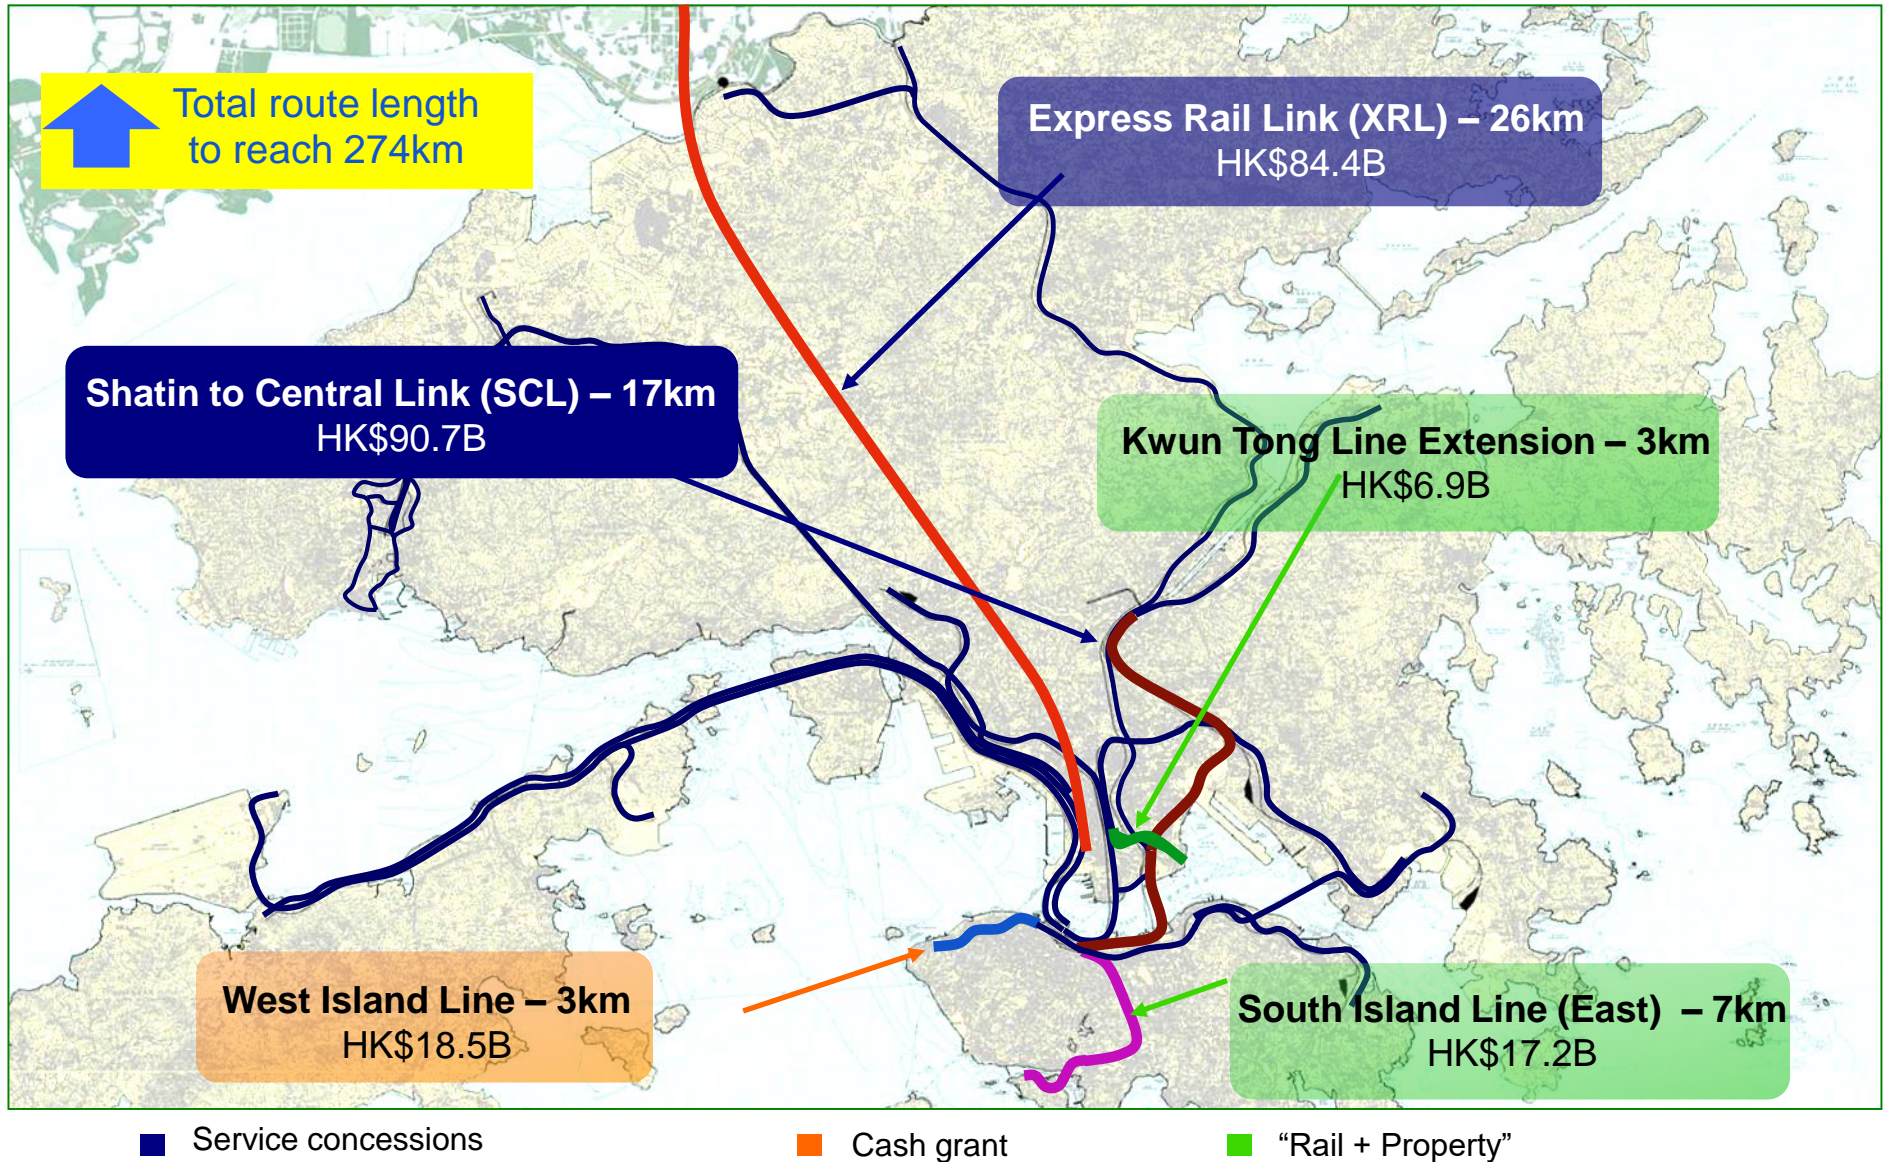 Total route length
to reach 274km
Express Rail Link (XRL) – 26km
HK$84.4B
Shatin to Central Link (SCL) – 17km
HK$90.7B
Kwun Tong Line Extension – 3km
HK$6.9B
West Island Line – 3km
HK$18.5B
South Island Line (East) – 7km
HK$17.2B
Service concessions
Cash grant
“Rail + Property”